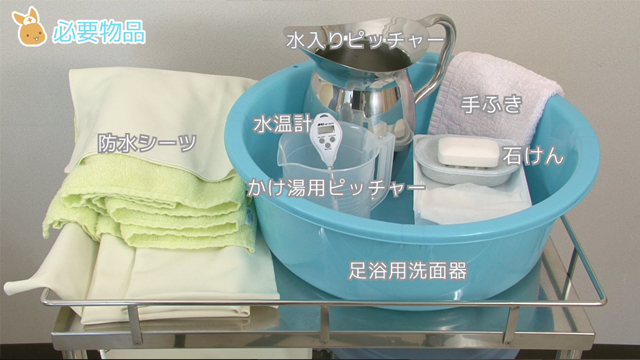 必要物品
水入りピッチャー
手ふき
水温計
防水シーツ
石けん
かけ湯用ピッチャー
足浴用洗面器